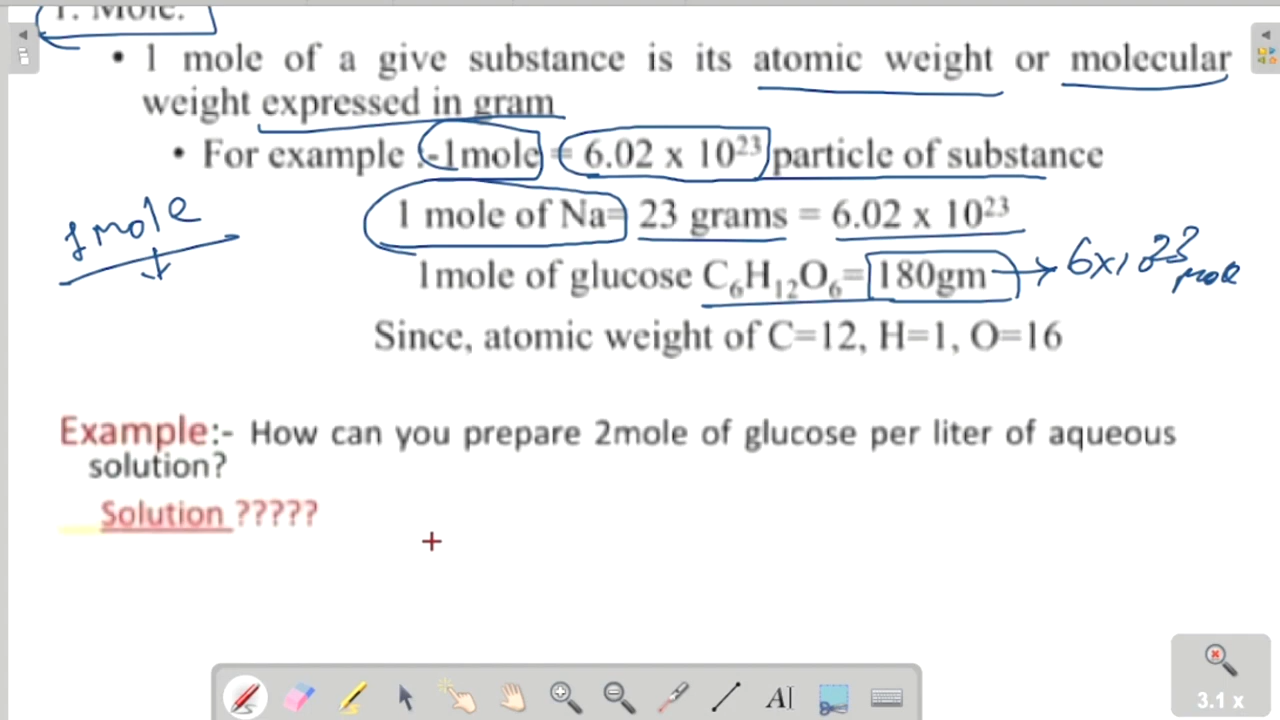 1. Mole:
• 1 mole of a give substance is its atomic weight or molecular
weight expressed in gram
• For example :-1mole = 6.02 x 10²³ particle of substance
1 mole of Na= 23 grams = 6.02 x 10²³
1mole
1mole of glucose C₆H₁₂O₆= 180gm → 6x10²³ mole
Since, atomic weight of C=12, H=1, O=16
Example:- How can you prepare 2mole of glucose per liter of aqueous
solution?
Solution ?????
AI
3.1 x